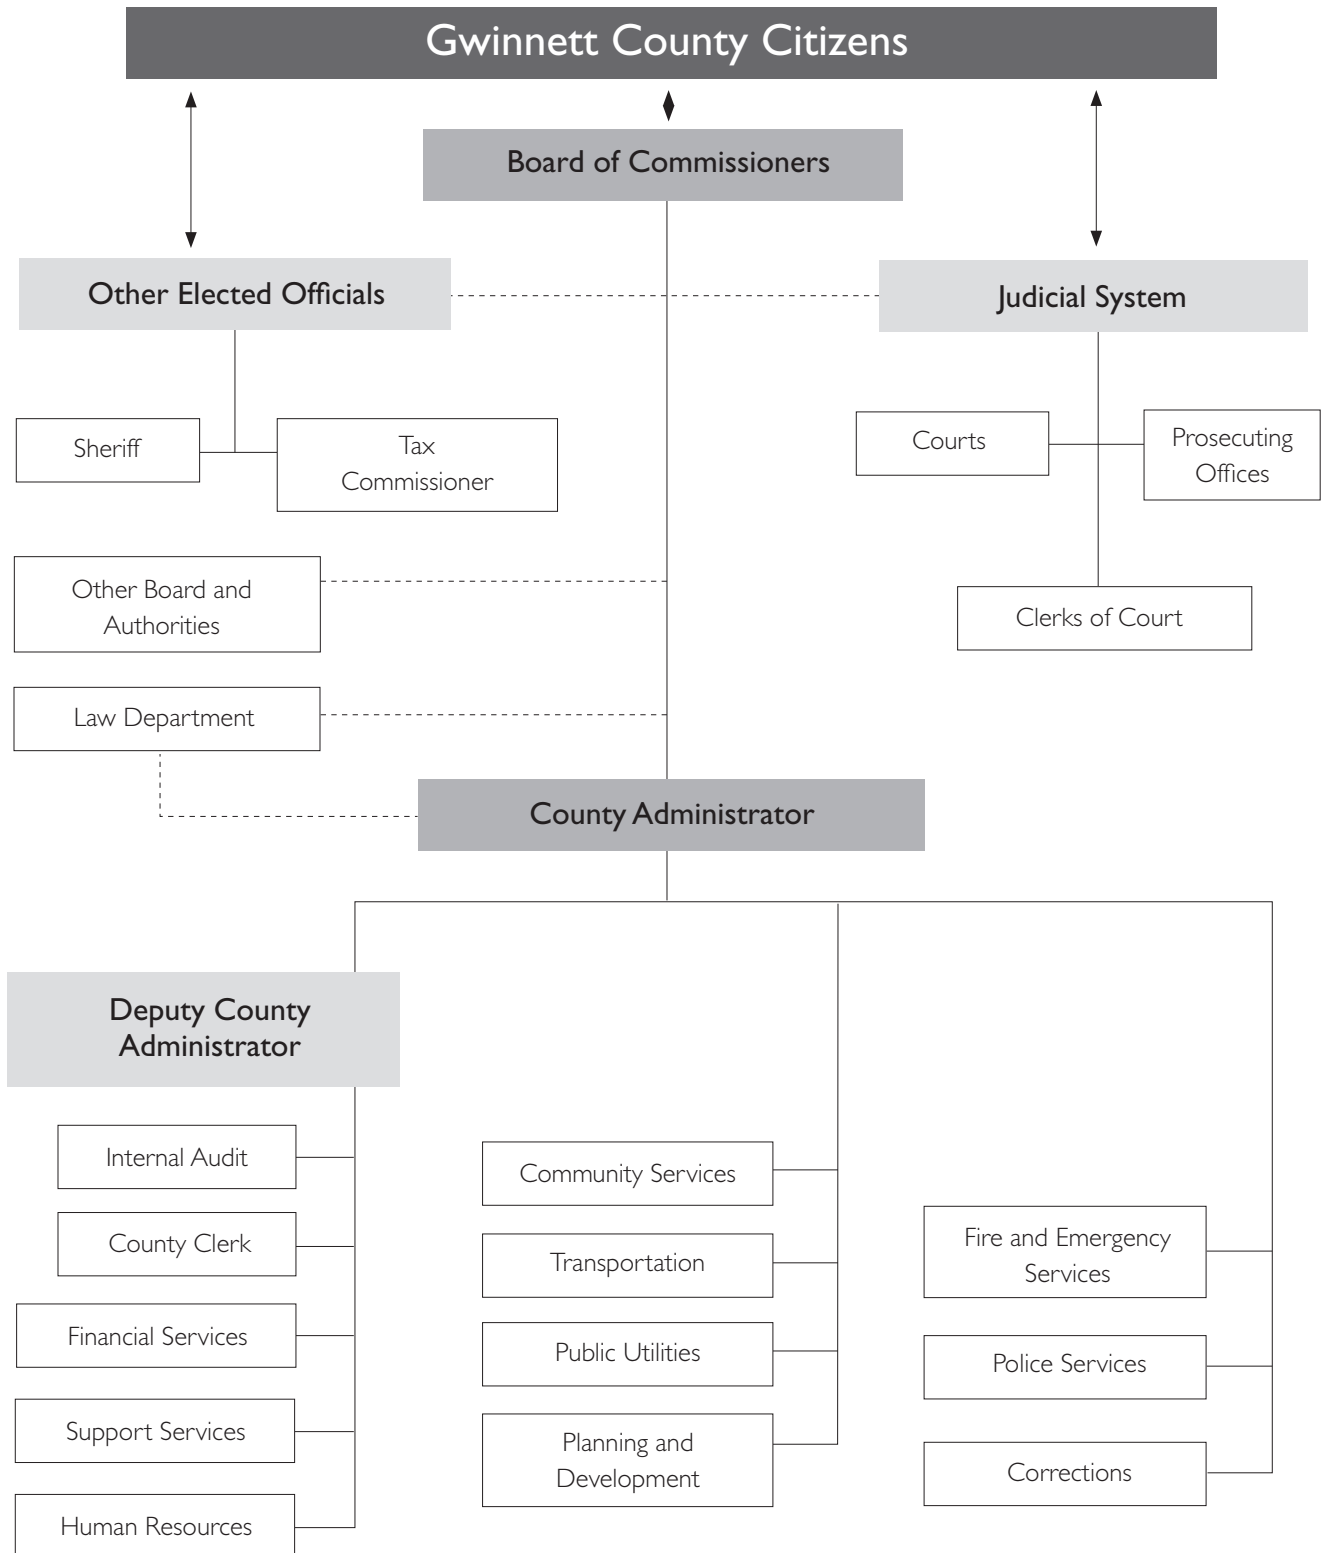 Gwinnett County Citizens
Board of Commissioners
Other Elected Officials
Judicial System
Sheriff
Tax
Commissioner
Courts
Prosecuting
Offices
Other Board and
Authorities
Clerks of Court
Law Department
County Administrator
Deputy County
Administrator
Internal Audit
County Clerk
Financial Services
Support Services
Human Resources
Community Services
Transportation
Public Utilities
Planning and
Development
Fire and Emergency
Services
Police Services
Corrections